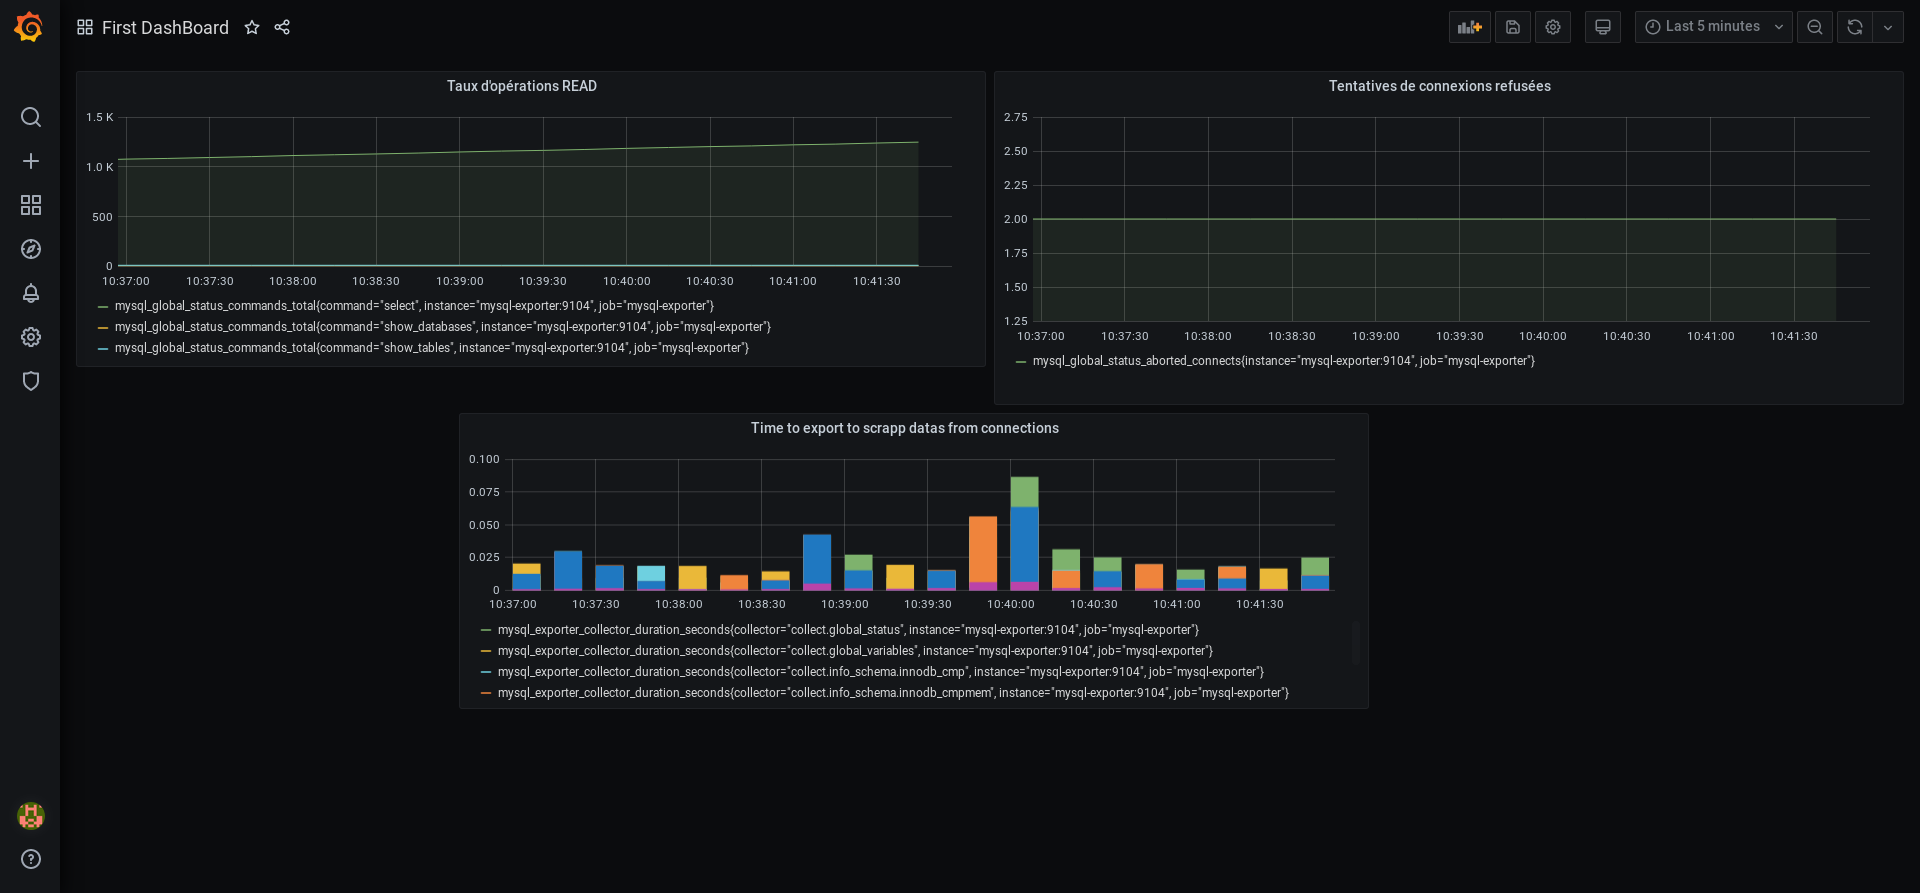 First DashBoard
Last 5 minutes
Taux d'opérations READ
1.5 K
1.0 K
500
0
10:37:00 10:37:30 10:38:00 10:38:30 10:39:00 10:39:30 10:40:00 10:40:30 10:41:00 10:41:30
mysql_global_status_commands_total{command="select", instance="mysql-exporter:9104", job="mysql-exporter"}
mysql_global_status_commands_total{command="show_databases", instance="mysql-exporter:9104", job="mysql-exporter"}
mysql_global_status_commands_total{command="show_tables", instance="mysql-exporter:9104", job="mysql-exporter"}
Tentatives de connexions refusées
2.75
2.50
2.25
2.00
1.75
1.50
1.25
10:37:00 10:37:30 10:38:00 10:38:30 10:39:00 10:39:30 10:40:00 10:40:30 10:41:00 10:41:30
mysql_global_status_aborted_connects{instance="mysql-exporter:9104", job="mysql-exporter"}
Time to export to scrapp datas from connections
0.100
0.075
0.050
0.025
0
10:37:00 10:37:30 10:38:00 10:38:30 10:39:00 10:39:30 10:40:00 10:40:30 10:41:00 10:41:30
mysql_exporter_collector_duration_seconds{collector="collect.global_status", instance="mysql-exporter:9104", job="mysql-exporter"}
mysql_exporter_collector_duration_seconds{collector="collect.global_variables", instance="mysql-exporter:9104", job="mysql-exporter"}
mysql_exporter_collector_duration_seconds{collector="collect.info_schema.innodb_cmp", instance="mysql-exporter:9104", job="mysql-exporter"}
mysql_exporter_collector_duration_seconds{collector="collect.info_schema.innodb_cmpmem", instance="mysql-exporter:9104", job="mysql-exporter"}